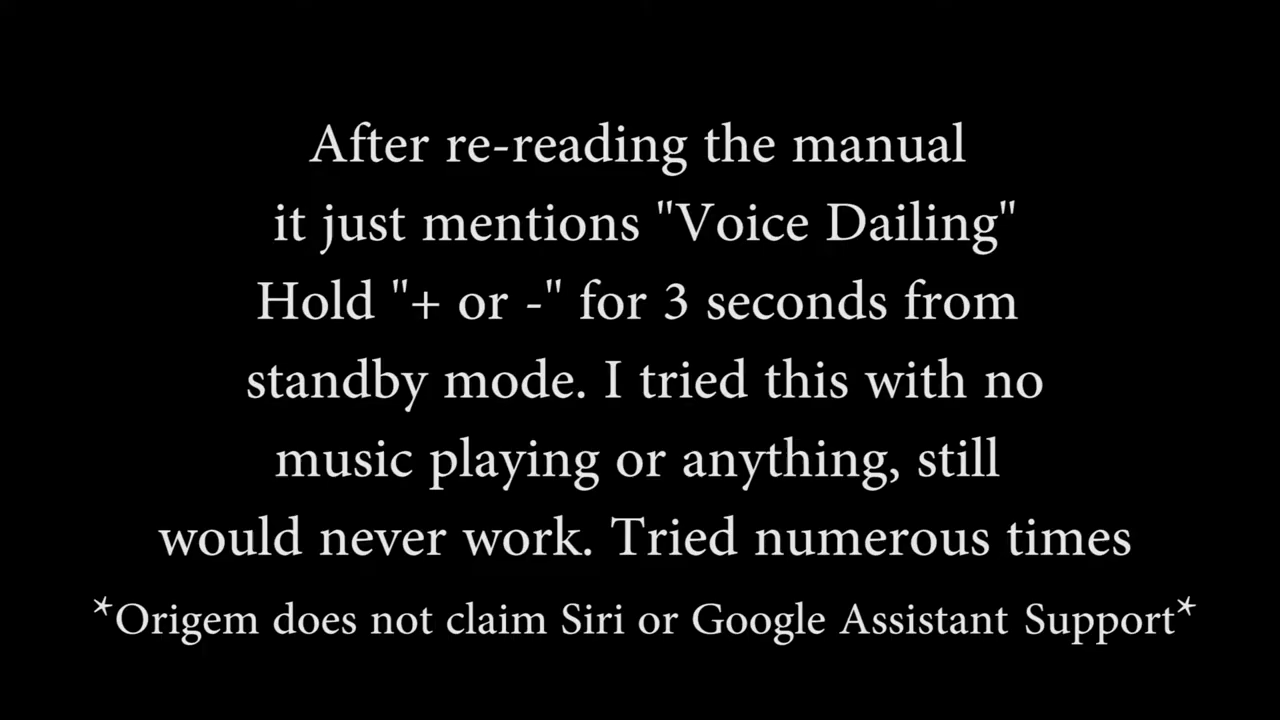 After re-reading the manual
it just mentions "Voice Dailing"
Hold "+ or -" for 3 seconds from
standby mode. I tried this with no
music playing or anything, still
would never work. Tried numerous times
*Origem does not claim Siri or Google Assistant Support*